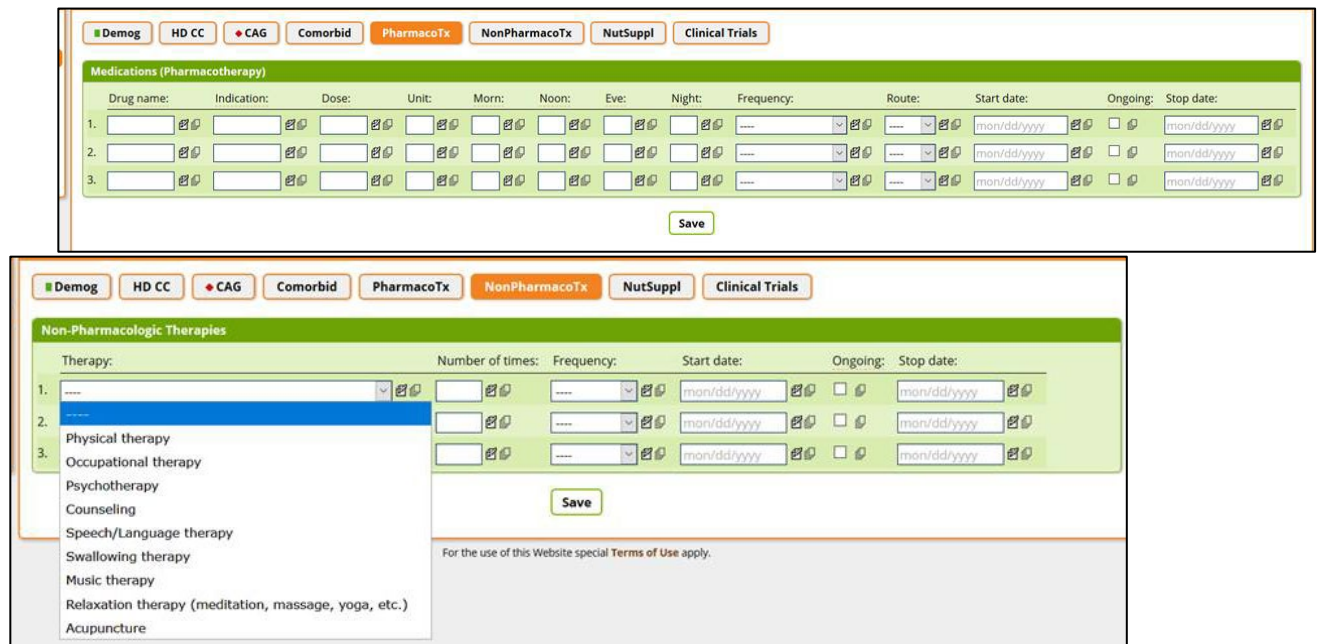 Demog HD CC CAG Comorbid PharmacoTx NonPharmacoTx NutSuppl Clinical Trials
Medications (Pharmacotherapy)
Drug name: Indication: Dose: Unit: Morn: Noon: Eve: Night: Frequency: Route: Start date: Ongoing: Stop date:
1. ---- ---- mon/dd/yyyy mon/dd/yyyy
2. ---- ---- mon/dd/yyyy mon/dd/yyyy
3. ---- ---- mon/dd/yyyy mon/dd/yyyy
Save
Demog HD CC CAG Comorbid PharmacoTx NonPharmacoTx NutSuppl Clinical Trials
Non-Pharmacologic Therapies
Therapy: Number of times: Frequency: Start date: Ongoing: Stop date:
1. ---- ---- mon/dd/yyyy mon/dd/yyyy
2. ---- ---- mon/dd/yyyy mon/dd/yyyy
Physical therapy
3. ---- mon/dd/yyyy mon/dd/yyyy
Occupational therapy
Psychotherapy
Counseling
Save
Speech/Language therapy
Swallowing therapy
For the use of this Website special Terms of Use apply.
Music therapy
Relaxation therapy (meditation, massage, yoga, etc.)
Acupuncture